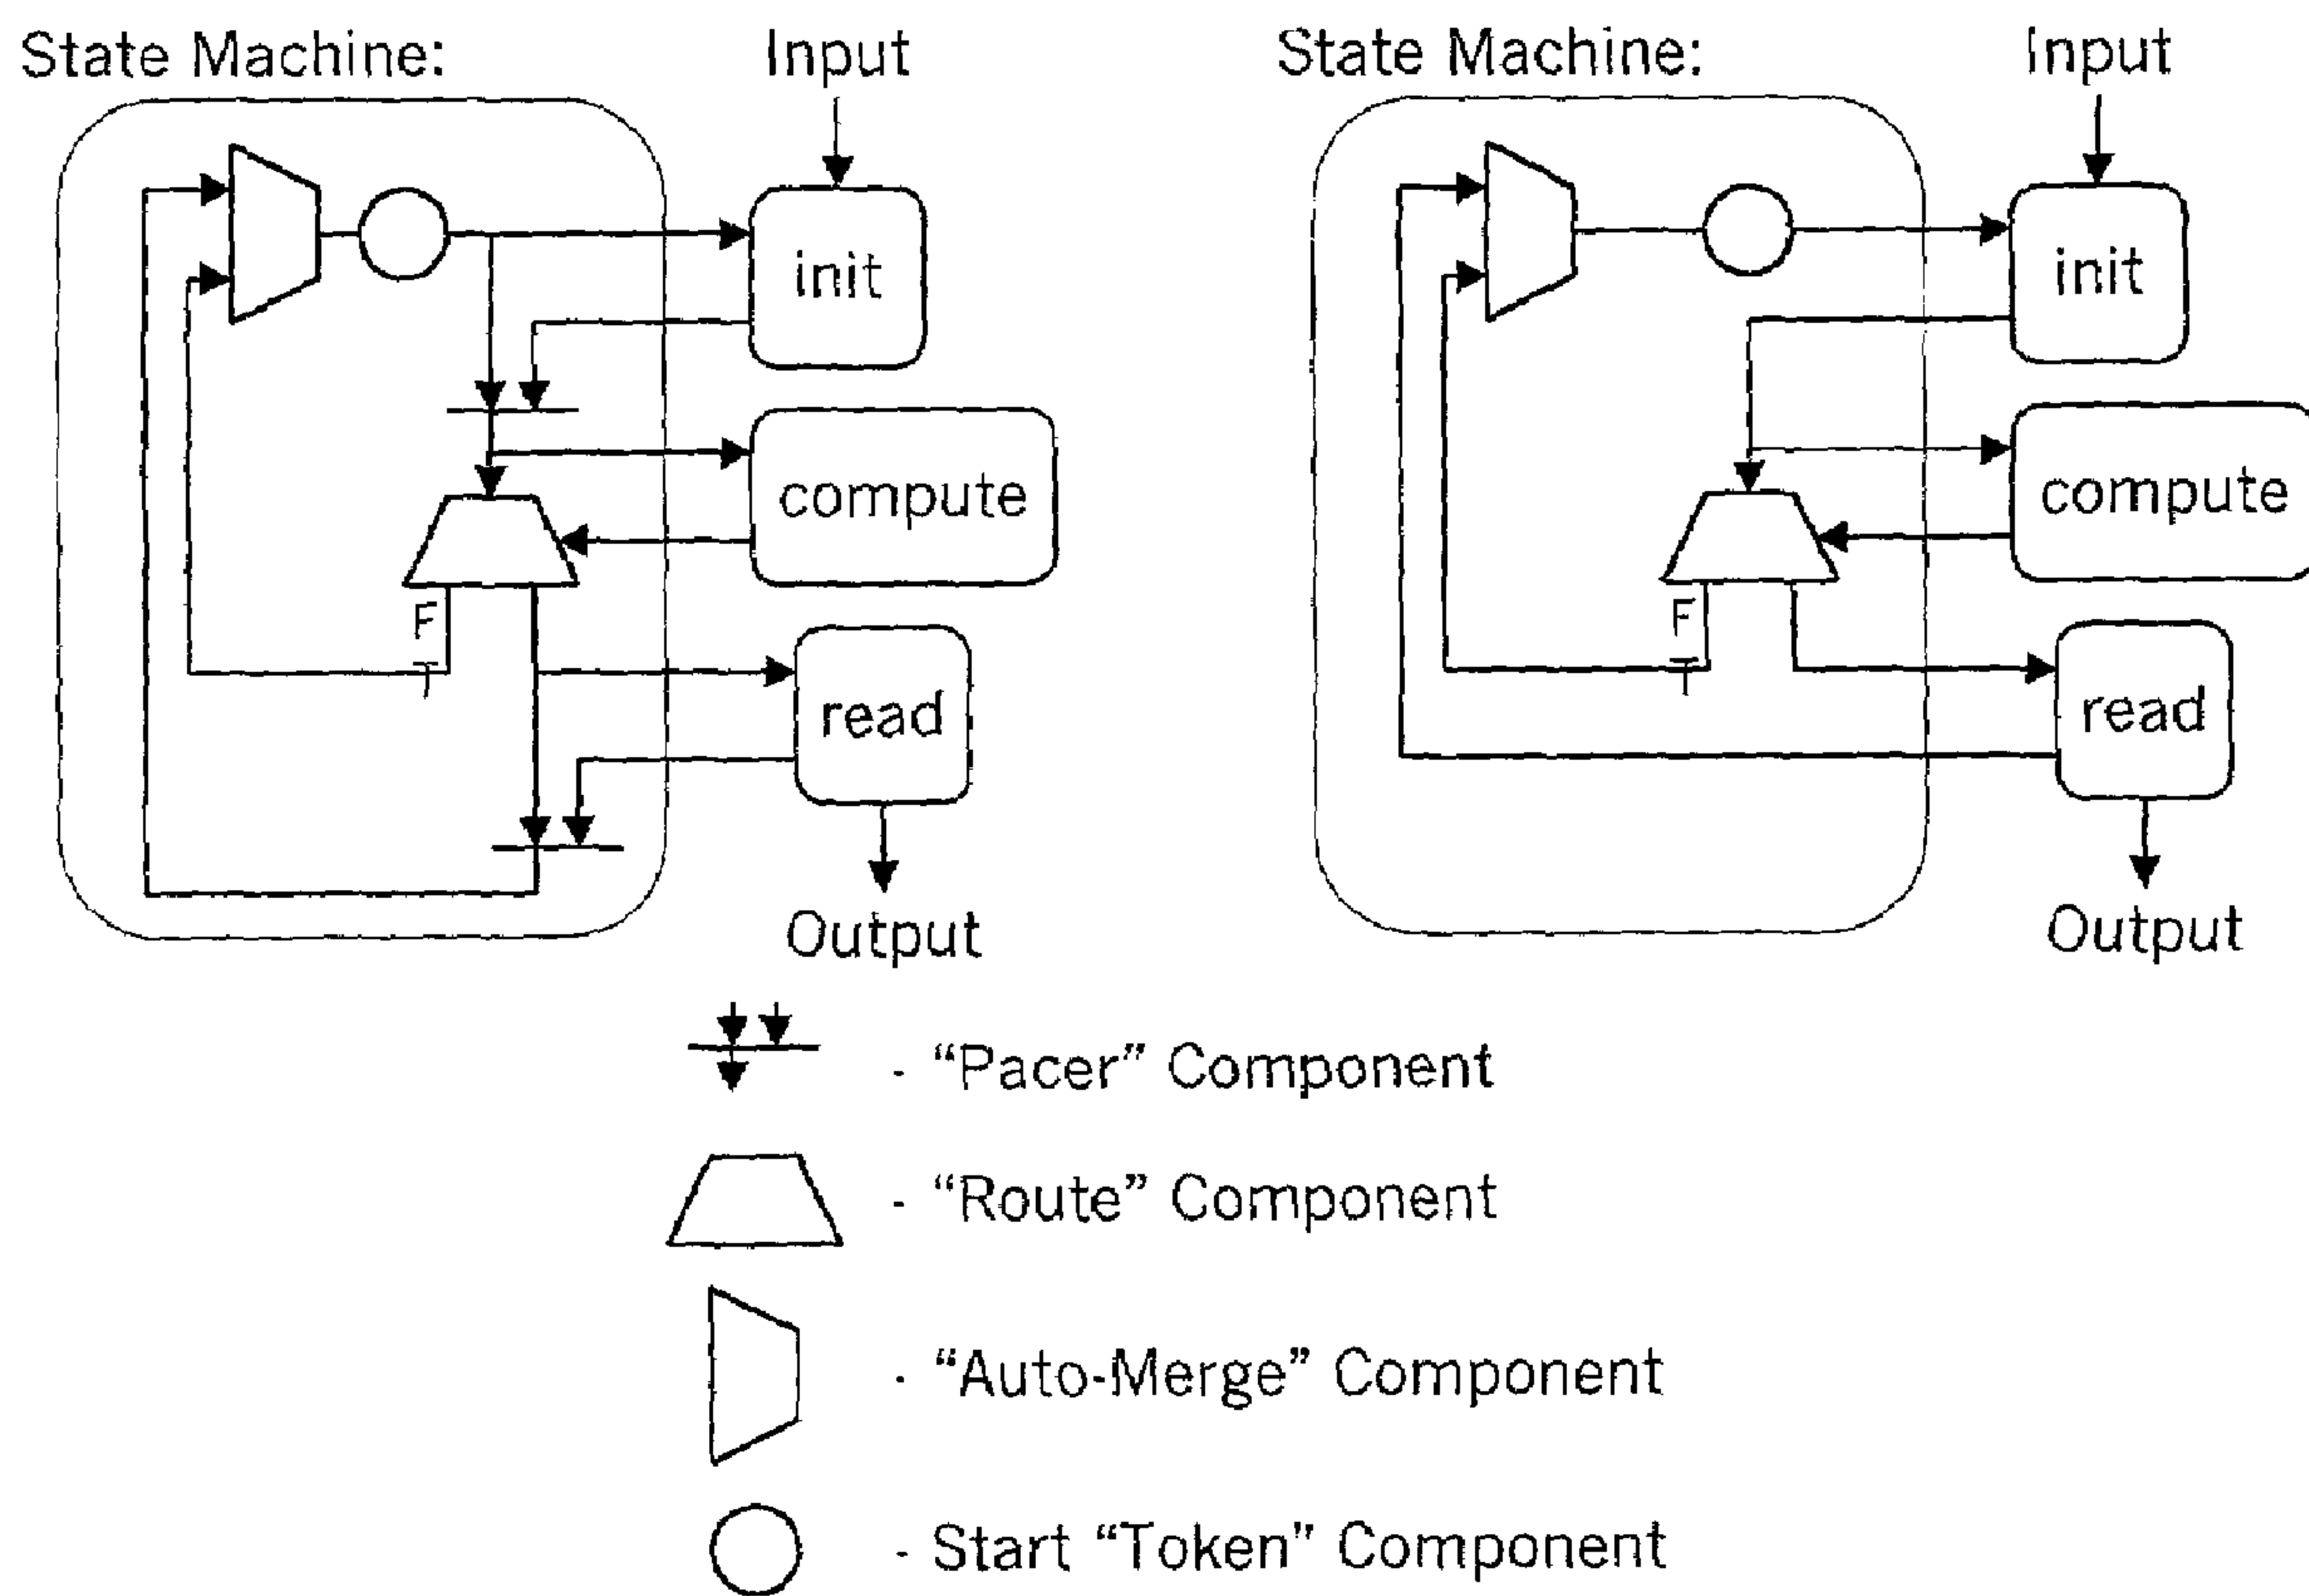 State Machine:
Input
init
compute
F
T
read
Output
State Machine:
Input
init
compute
F
T
read
Output
- “Pacer” Component
- “Route” Component
- “Auto-Merge” Component
- Start “Token” Component